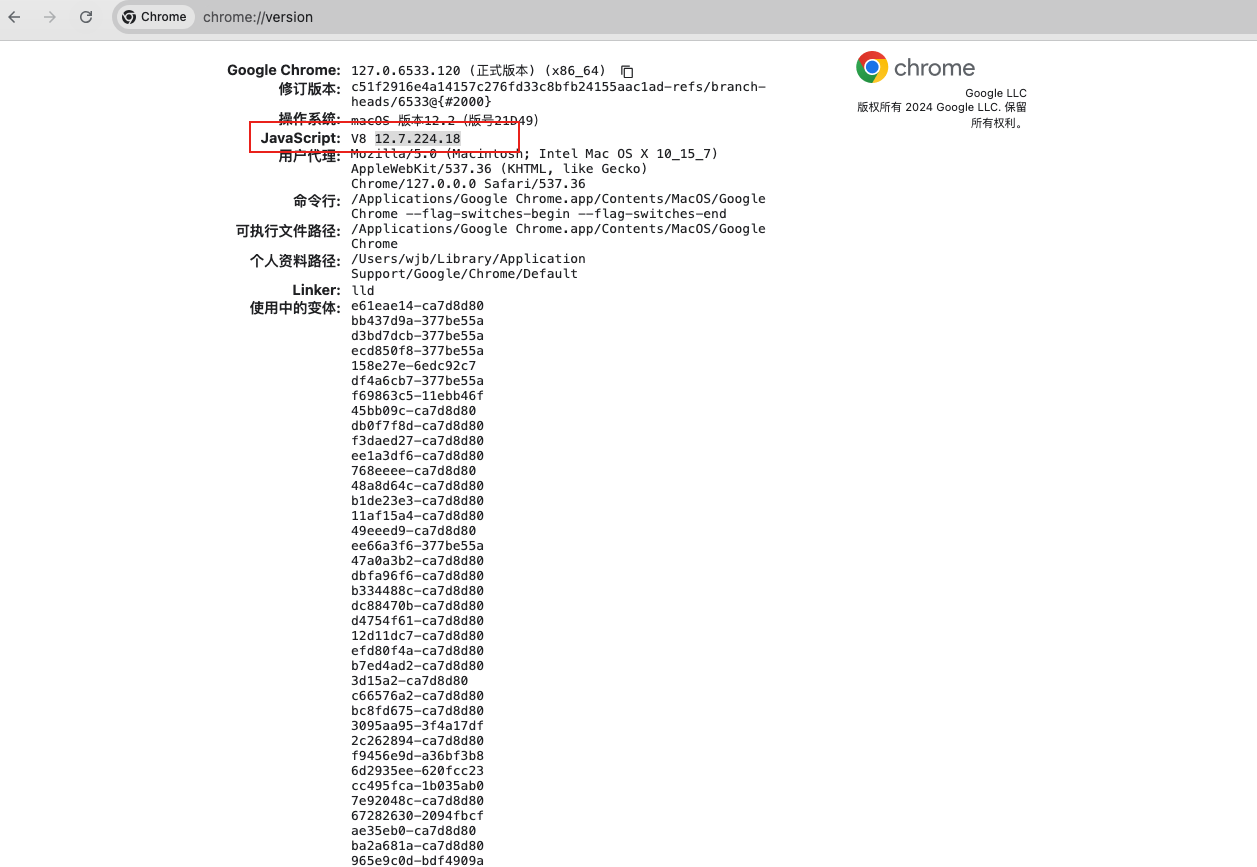 Chrome chrome://version
Google Chrome: 127.0.6533.120 (正式版本) (x86_64)
修订版本: c51f2916e4a14157c276fd33c8bfb24155aac1ad-refs/branch-
heads/6533@{#2000}
操作系统: macOS 版本12.2 (版号21D49)
JavaScript: V8 12.7.224.18
用户代理: Mozilla/5.0 (Macintosh; Intel Mac OS X 10_15_7)
AppleWebKit/537.36 (KHTML, like Gecko)
Chrome/127.0.0.0 Safari/537.36
命令行: /Applications/Google Chrome.app/Contents/MacOS/Google
Chrome --flag-switches-begin --flag-switches-end
可执行文件路径: /Applications/Google Chrome.app/Contents/MacOS/Google
Chrome
个人资料路径: /Users/wjb/Library/Application
Support/Google/Chrome/Default
Linker: lld
使用中的变体: e61eae14-ca7d8d80
bb437d9a-377be55a
d3bd7dcb-377be55a
ecd850f8-377be55a
158e27e-6edc92c7
df4a6cb7-377be55a
f69863c5-11ebb46f
45bb09c-ca7d8d80
db0f7f8d-ca7d8d80
f3daed27-ca7d8d80
ee1a3df6-ca7d8d80
768eeee-ca7d8d80
48a8d64c-ca7d8d80
b1de23e3-ca7d8d80
11af15a4-ca7d8d80
49eeed9-ca7d8d80
ee66a3f6-377be55a
47a0a3b2-ca7d8d80
dbfa96f6-ca7d8d80
b334488c-ca7d8d80
dc88470b-ca7d8d80
d4754f61-ca7d8d80
12d11dc7-ca7d8d80
efd80f4a-ca7d8d80
b7ed4ad2-ca7d8d80
3d15a2-ca7d8d80
c66576a2-ca7d8d80
bc8fd675-ca7d8d80
3095aa95-3f4a17df
2c262894-ca7d8d80
f9456e9d-a36bf3b8
6d2935ee-620fcc23
cc495fca-1b035ab0
7e92048c-ca7d8d80
67282630-2094fbcf
ae35eb0-ca7d8d80
ba2a681a-ca7d8d80
965e9c0d-bdf4909a
chrome
Google LLC
版权所有 2024 Google LLC. 保留
所有权利。